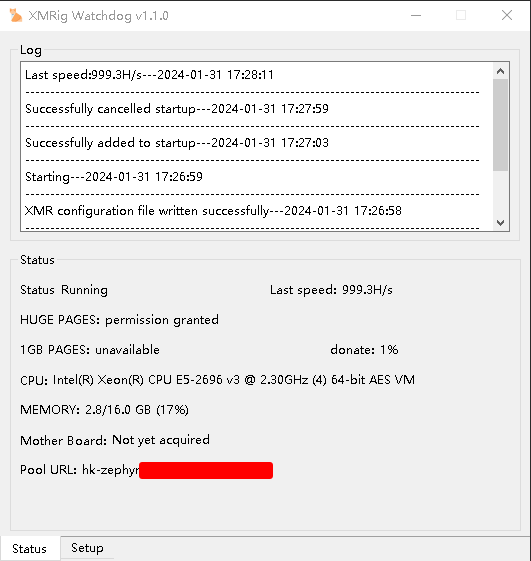 XMRig Watchdog v1.1.0
Log
Last speed:999.3H/s---2024-01-31 17:28:11
Successfully cancelled startup---2024-01-31 17:27:59
Successfully added to startup---2024-01-31 17:27:03
Starting---2024-01-31 17:26:59
XMR configuration file written successfully---2024-01-31 17:26:58
Status
Status Running Last speed: 999.3H/s
HUGE PAGES: permission granted
1GB PAGES: unavailable donate: 1%
CPU: Intel(R) Xeon(R) CPU E5-2696 v3 @ 2.30GHz (4) 64-bit AES VM
MEMORY: 2.8/16.0 GB (17%)
Mother Board: Not yet acquired
Pool URL: hk-zephyr
Status Setup